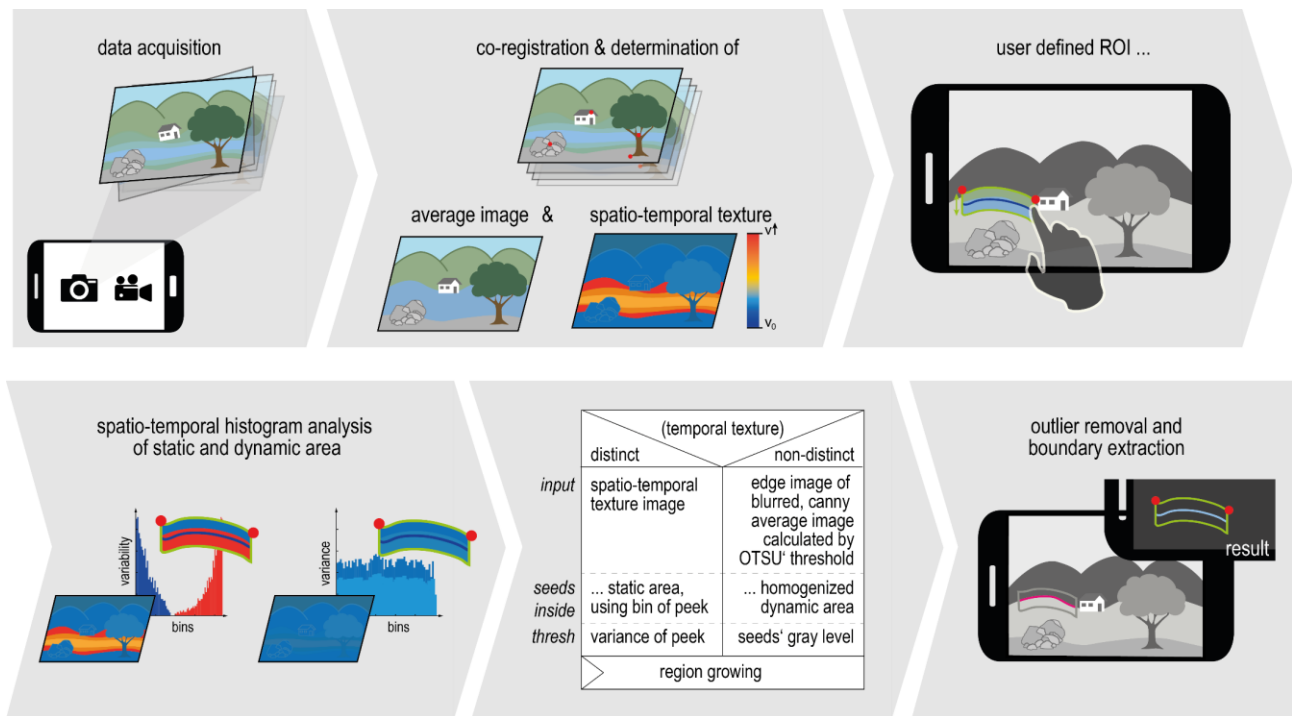 data acquisition
co-registration & determination of
average image & spatio-temporal texture
v↑
v₀
user defined ROI ...
spatio-temporal histogram analysis
of static and dynamic area
variability
bins
variance
bins
(temporal texture)
distinct
non-distinct
input
spatio-temporal
texture image
edge image of
blurred, canny
average image
calculated by
OTSU‘ threshold
seeds
inside
... static area,
using bin of peek
... homogenized
dynamic area
thresh
variance of peek
seeds‘ gray level
region growing
outlier removal and
boundary extraction
result